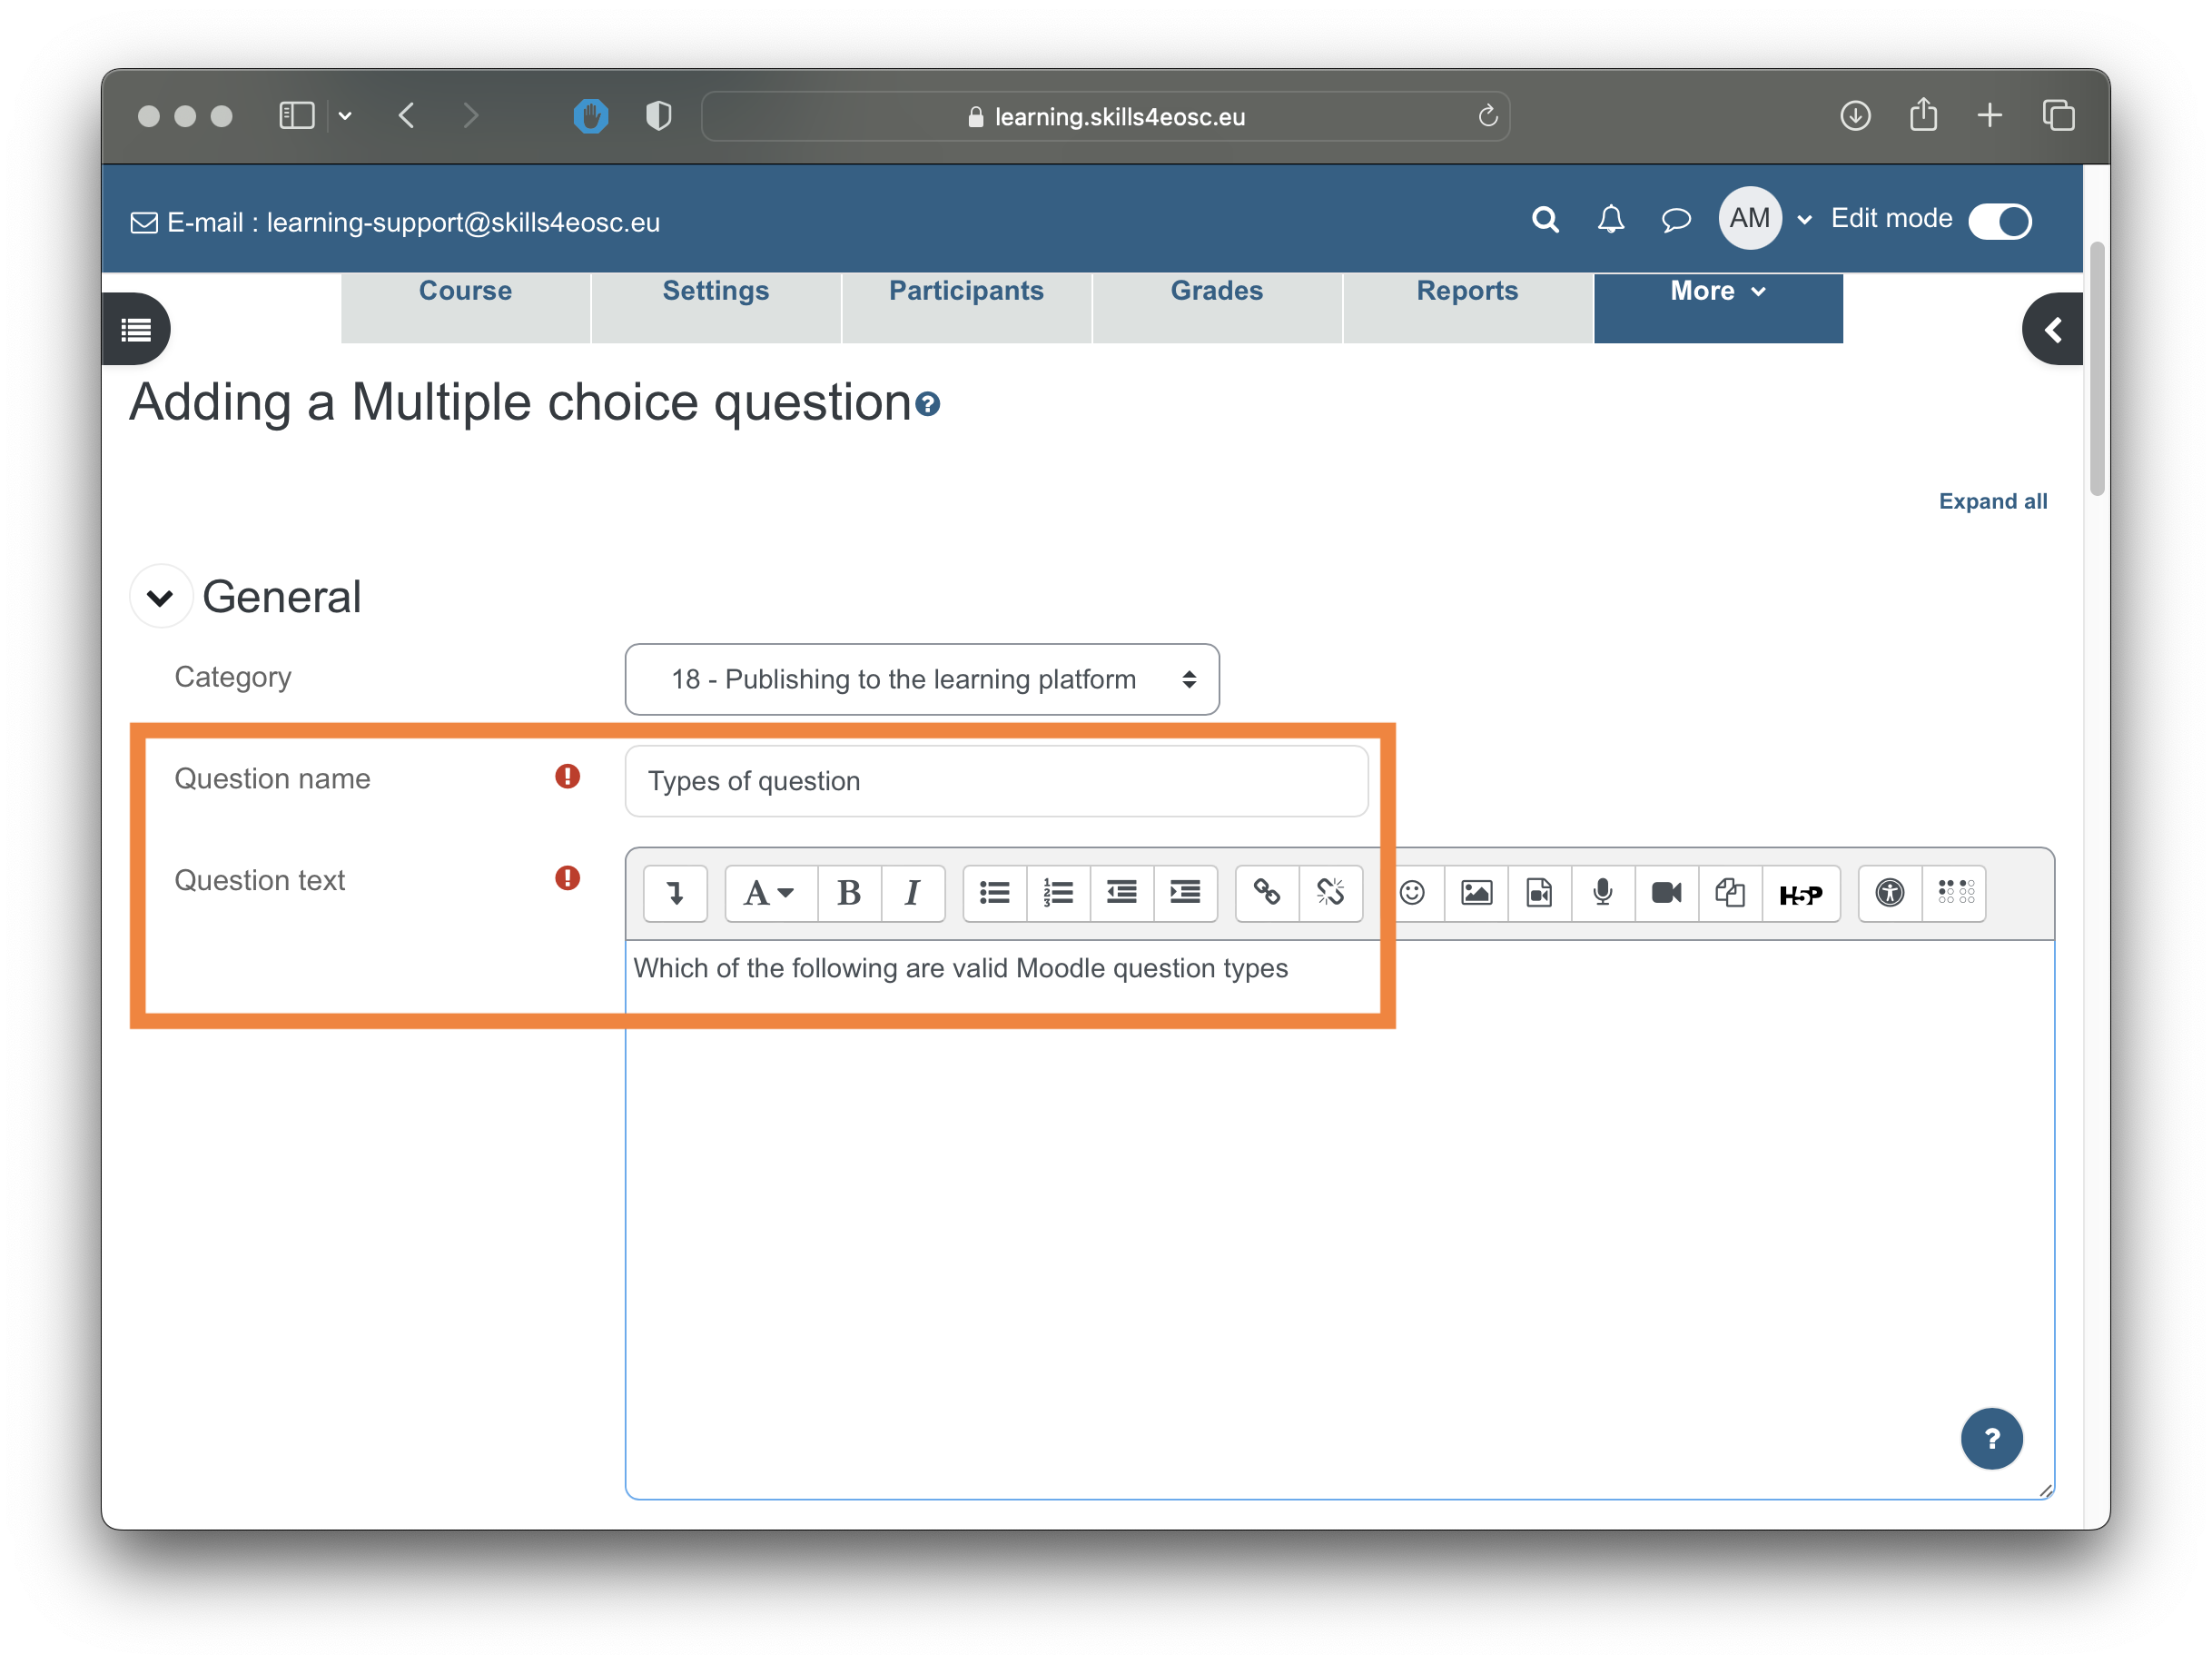 learning.skills4eosc.eu
E-mail : learning-support@skills4eosc.eu
AM
Edit mode
Course
Settings
Participants
Grades
Reports
More
Adding a Multiple choice question
?
Expand all
General
Category
18 - Publishing to the learning platform
Question name
!
Types of question
Question text
!
A
B
I
H5P
Which of the following are valid Moodle question types
?